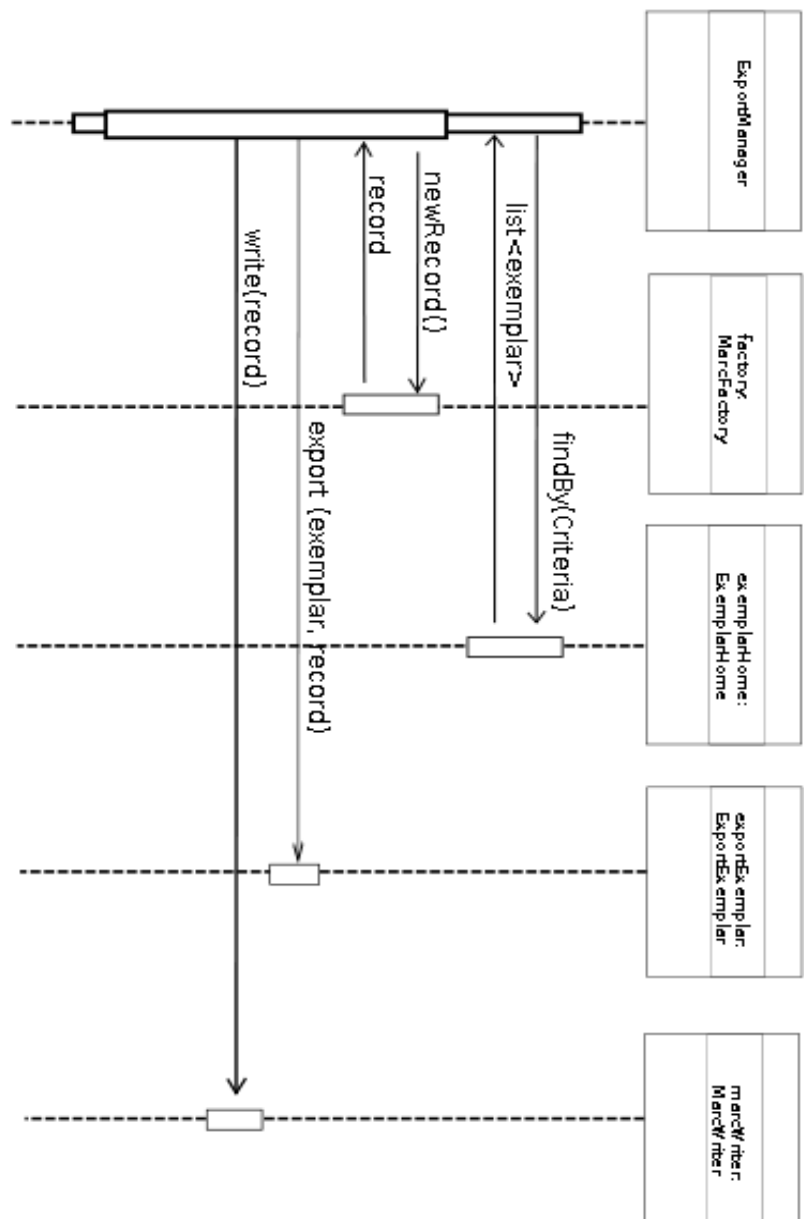 ExportManager
factory:
MarcFactory
exemplarHome:
ExemplarHome
exportExemplar:
ExportExemplar
marcWriter:
MarcWriter
findBy(Criteria)
list<exemplar>
newRecord()
record
export (exemplar, record)
write(record)